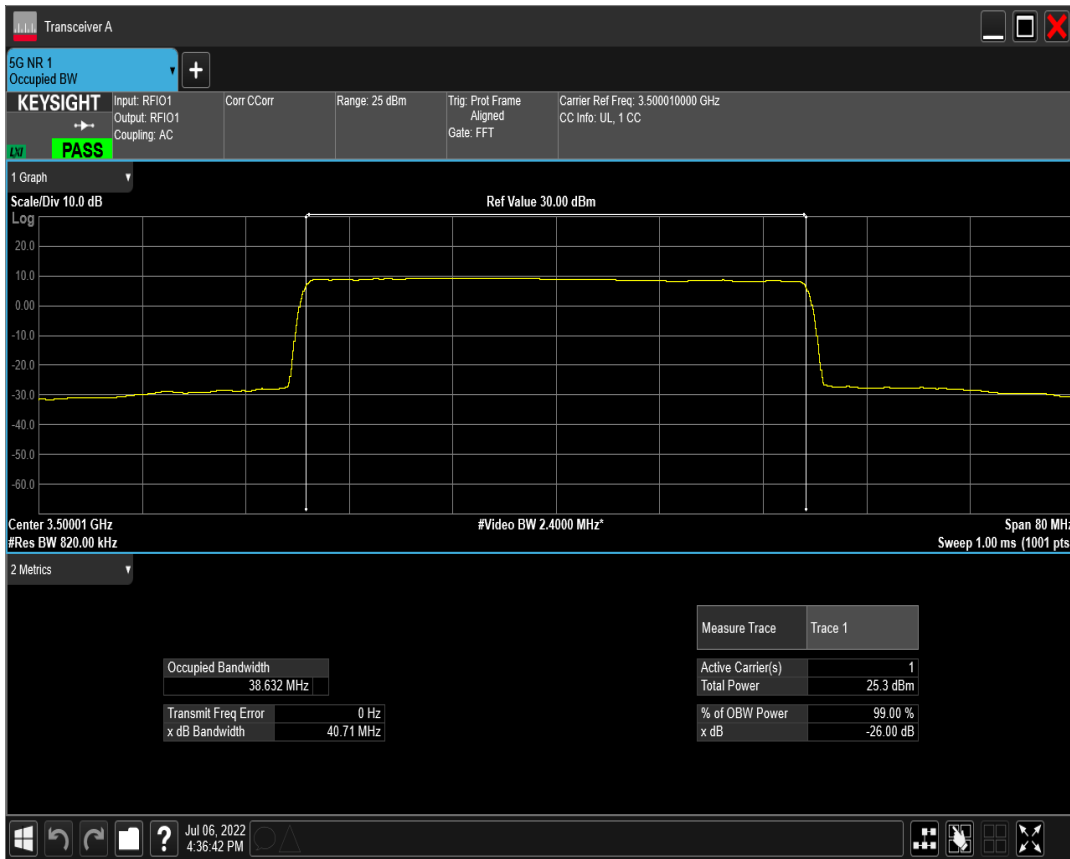 Transceiver A
5G NR 1
Occupied BW
KEYSIGHT
LXI
PASS
Input: RFIO1
Output: RFIO1
Coupling: AC
Corr CCorr
Range: 25 dBm
Trig: Prot Frame
Aligned
Gate: FFT
Carrier Ref Freq: 3.500010000 GHz
CC Info: UL, 1 CC
1 Graph
Scale/Div 10.0 dB
Ref Value 30.00 dBm
Log
20.0
10.0
0.00
-10.0
-20.0
-30.0
-40.0
-50.0
-60.0
Center 3.50001 GHz
#Video BW 2.4000 MHz*
Span 80 MHz
#Res BW 820.00 kHz
Sweep 1.00 ms (1001 pts
2 Metrics
Measure Trace Trace 1
Occupied Bandwidth
38.632 MHz
Active Carrier(s) 1
Total Power 25.3 dBm
Transmit Freq Error 0 Hz
x dB Bandwidth 40.71 MHz
% of OBW Power 99.00 %
x dB -26.00 dB
Jul 06, 2022
4:36:42 PM